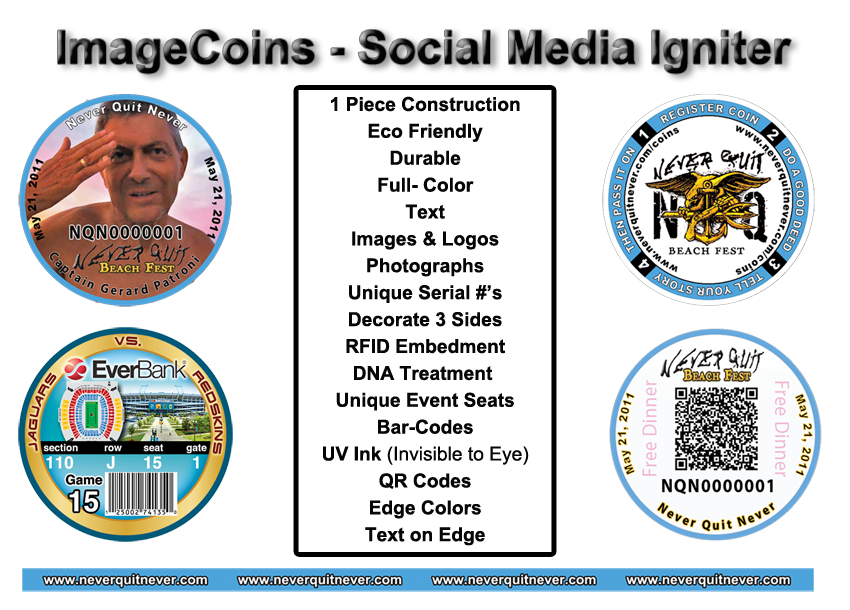 ImageCoins - Social Media Igniter
Never Quit Never
May 21, 2011
May 21, 2011
NQN0000001
NEVER QUIT
BEACH FEST
Captain Gerard Patroni
JAGUARS VS. REDSKINS
EverBank
section row seat gate
110 J 15 1
Game
15
1 25002 74135 0
1 Piece Construction
Eco Friendly
Durable
Full- Color
Text
Images & Logos
Photographs
Unique Serial #'s
Decorate 3 Sides
RFID Embedment
DNA Treatment
Unique Event Seats
Bar-Codes
UV Ink (Invisible to Eye)
QR Codes
Edge Colors
Text on Edge
1 REGISTER COIN
2 DO A GOOD DEED
3 TELL YOUR STORY
4 THEN PASS IT ON
www.neverquitnever.com/coins
www.neverquitnever.com/coins
NEVER QUIT
N Q
BEACH FEST
NEVER QUIT
BEACH FEST
May 21, 2011
Free Dinner
Free Dinner
May 21, 2011
NQN0000001
Never Quit Never
www.neverquitnever.com www.neverquitnever.com www.neverquitnever.com www.neverquitnever.com